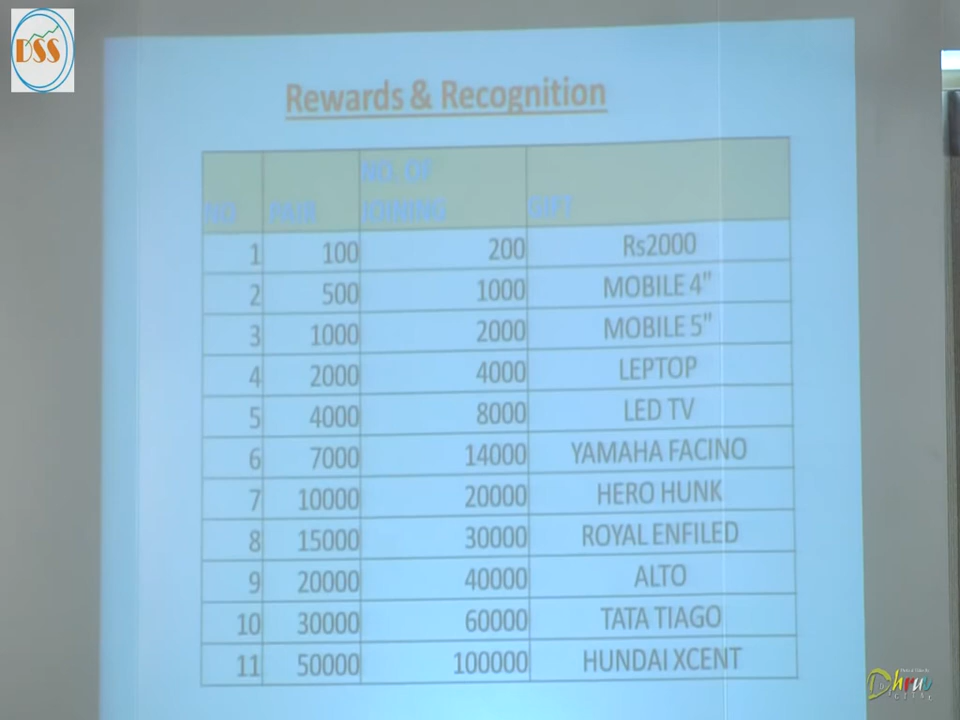 DSS
Rewards & Recognition
NO PAIR NO. OF JOINING GIFT
1 100 200 Rs2000
2 500 1000 MOBILE 4"
3 1000 2000 MOBILE 5"
4 2000 4000 LEPTOP
5 4000 8000 LED TV
6 7000 14000 YAMAHA FACINO
7 10000 20000 HERO HUNK
8 15000 30000 ROYAL ENFILED
9 20000 40000 ALTO
10 30000 60000 TATA TIAGO
11 50000 100000 HUNDAI XCENT
Dhruv